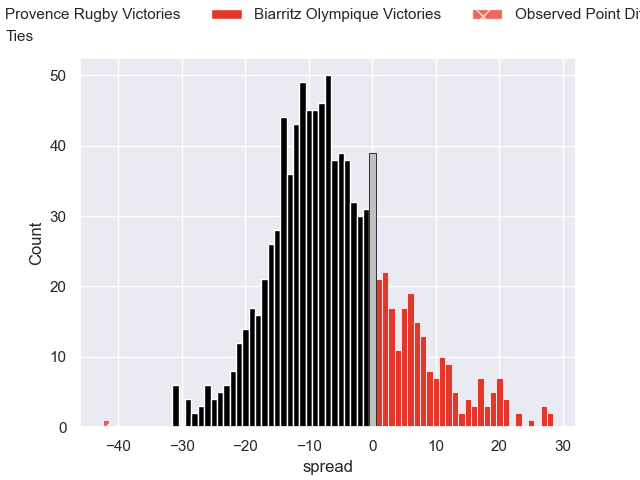 Provence Rugby Victories Biarritz Olympique Victories Observed Point Di
Ties
50
40
30
20
10
0
Count
−40 −30 −20 −10 0 10 20 30
spread